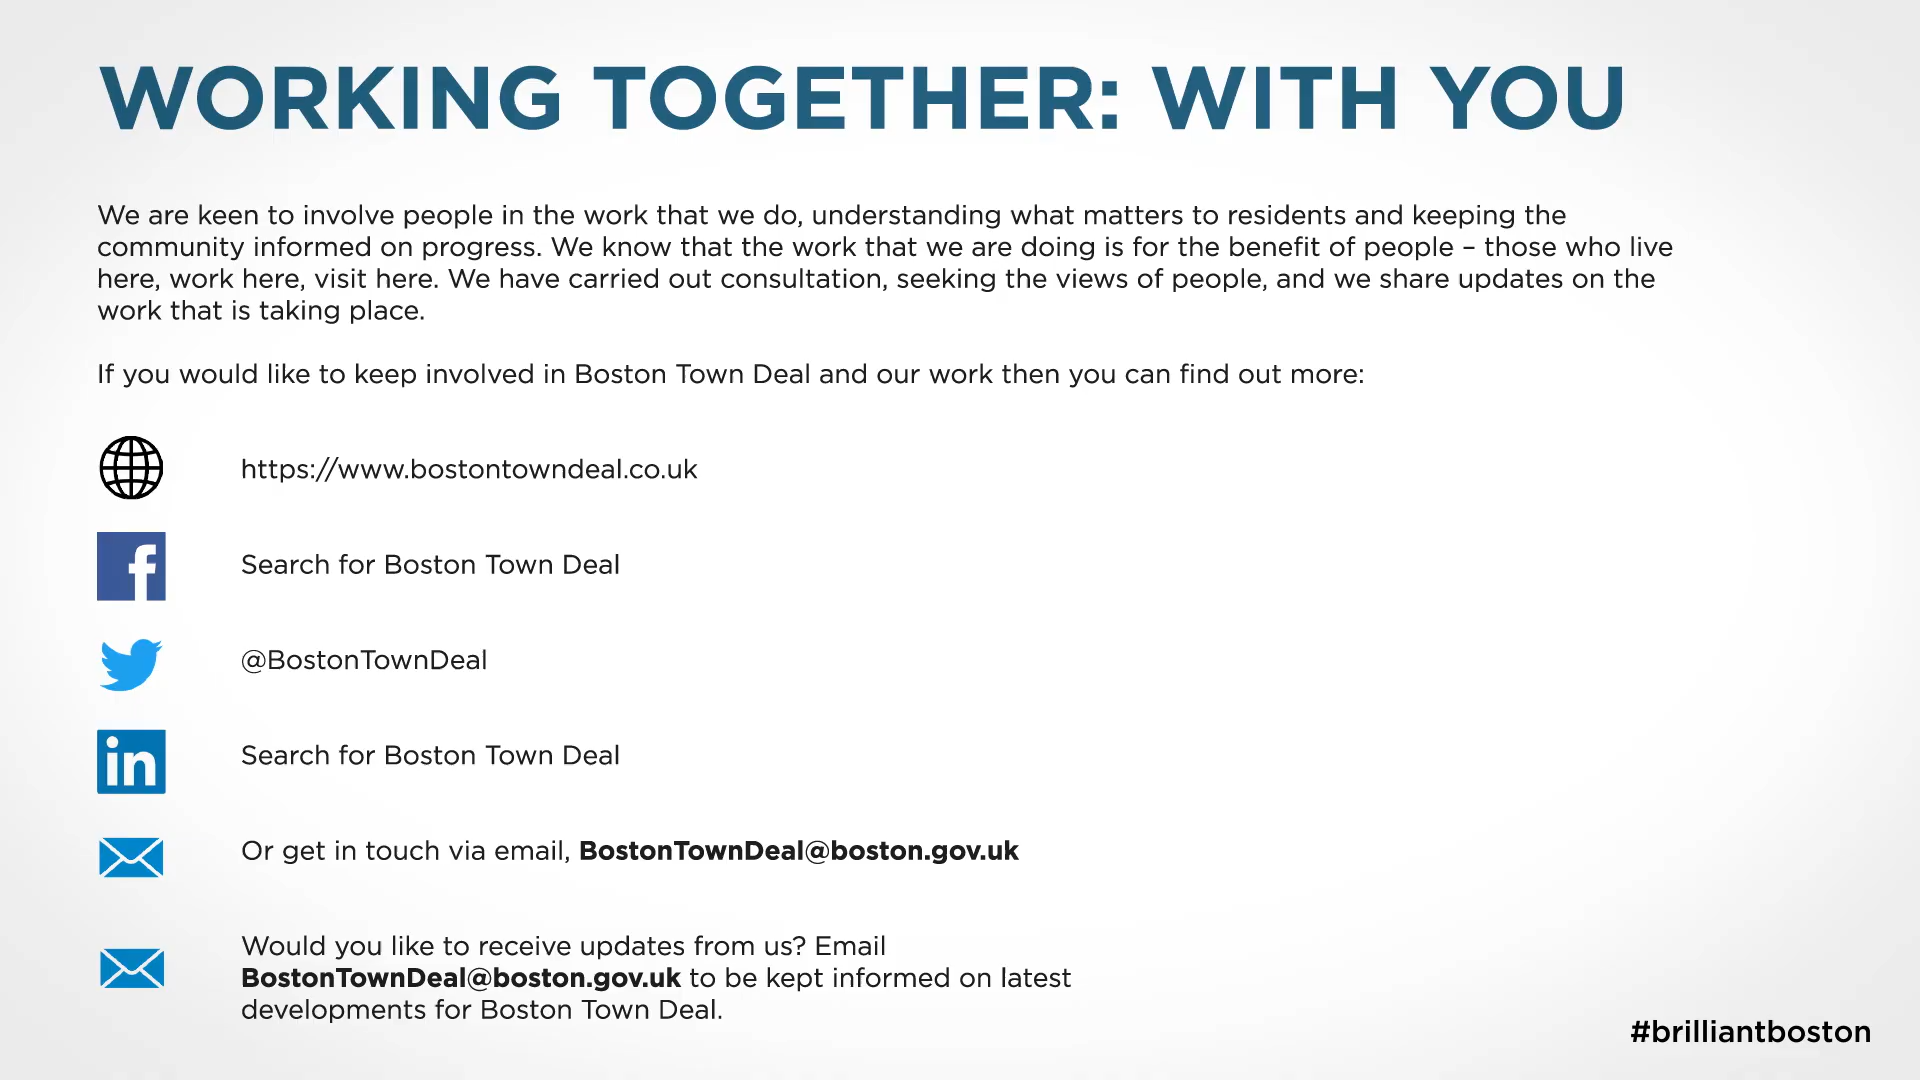 WORKING TOGETHER: WITH YOU
We are keen to involve people in the work that we do, understanding what matters to residents and keeping the
community informed on progress. We know that the work that we are doing is for the benefit of people – those who live
here, work here, visit here. We have carried out consultation, seeking the views of people, and we share updates on the
work that is taking place.
If you would like to keep involved in Boston Town Deal and our work then you can find out more:
https://www.bostontowndeal.co.uk
f
Search for Boston Town Deal
@BostonTownDeal
in
Search for Boston Town Deal
Or get in touch via email, BostonTownDeal@boston.gov.uk
Would you like to receive updates from us? Email
BostonTownDeal@boston.gov.uk to be kept informed on latest
developments for Boston Town Deal.
#brilliantboston